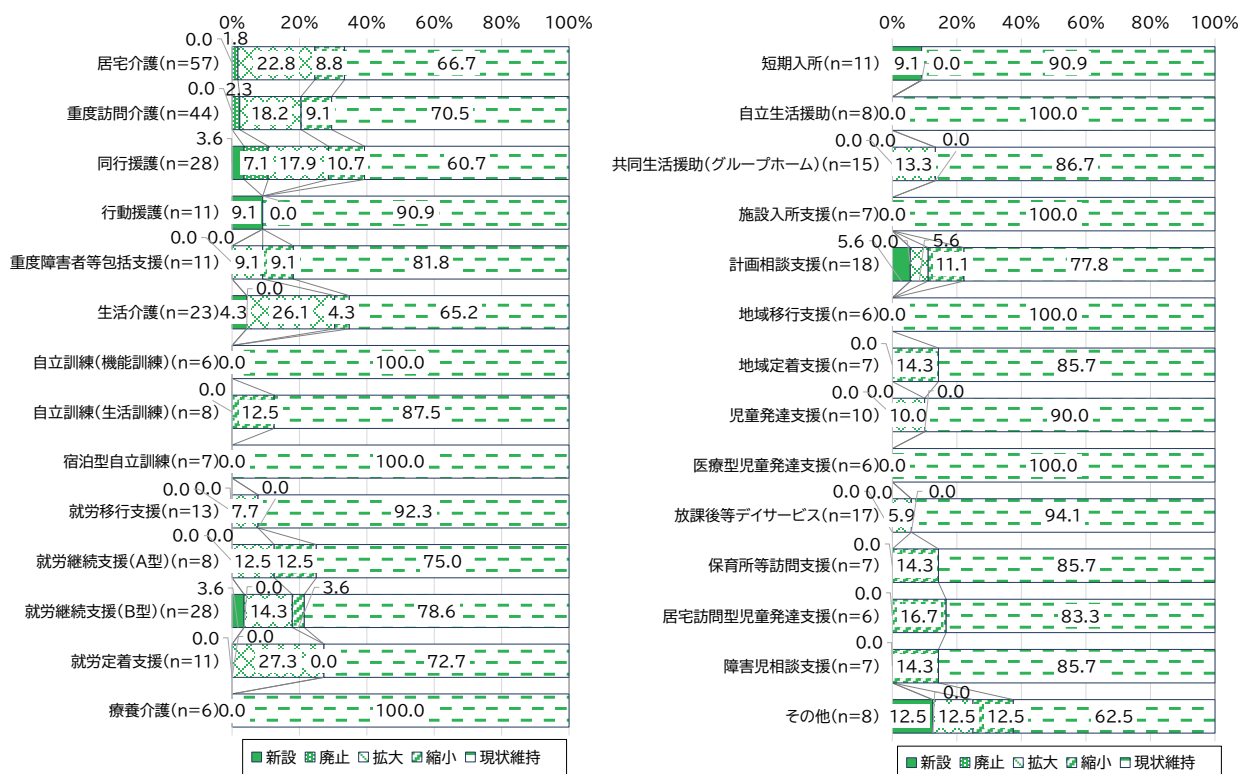 0% 20% 40% 60% 80% 100%
0.0 1.8
居宅介護(n=57) 22.8 8.8 66.7
0.0 2.3
重度訪問介護(n=44) 18.2 9.1 70.5
3.6
同行援護(n=28) 7.1 17.9 10.7 60.7
行動援護(n=11) 9.1 0.0 90.9
0.0 0.0
重度障害者等包括支援(n=11) 9.1 9.1 81.8
0.0
生活介護(n=23) 4.3 26.1 4.3 65.2
自立訓練(機能訓練)(n=6) 0.0 100.0
0.0
自立訓練(生活訓練)(n=8) 12.5 87.5
宿泊型自立訓練(n=7) 0.0 100.0
0.0 0.0 0.0
就労移行支援(n=13) 7.7 92.3
0.0 0.0
就労継続支援(A型)(n=8) 12.5 12.5 75.0
3.6 0.0 3.6
就労継続支援(B型)(n=28) 14.3 78.6
0.0 0.0
就労定着支援(n=11) 27.3 0.0 72.7
療養介護(n=6) 0.0 100.0
新設 廃止 拡大 縮小 現状維持
0% 20% 40% 60% 80% 100%
短期入所(n=11) 9.1 0.0 90.9
自立生活援助(n=8) 0.0 100.0
0.0 0.0 0.0
共同生活援助(グループホーム)(n=15) 13.3 86.7
施設入所支援(n=7) 0.0 100.0
5.6 0.0 5.6
計画相談支援(n=18) 11.1 77.8
地域移行支援(n=6) 0.0 100.0
0.0
地域定着支援(n=7) 14.3 85.7
0.0 0.0 0.0
児童発達支援(n=10) 10.0 90.0
医療型児童発達支援(n=6) 0.0 100.0
0.0 0.0 0.0
放課後等デイサービス(n=17) 5.9 94.1
0.0
保育所等訪問支援(n=7) 14.3 85.7
0.0
居宅訪問型児童発達支援(n=6) 16.7 83.3
0.0
障害児相談支援(n=7) 14.3 85.7
0.0
その他(n=8) 12.5 12.5 12.5 62.5
新設 廃止 拡大 縮小 現状維持